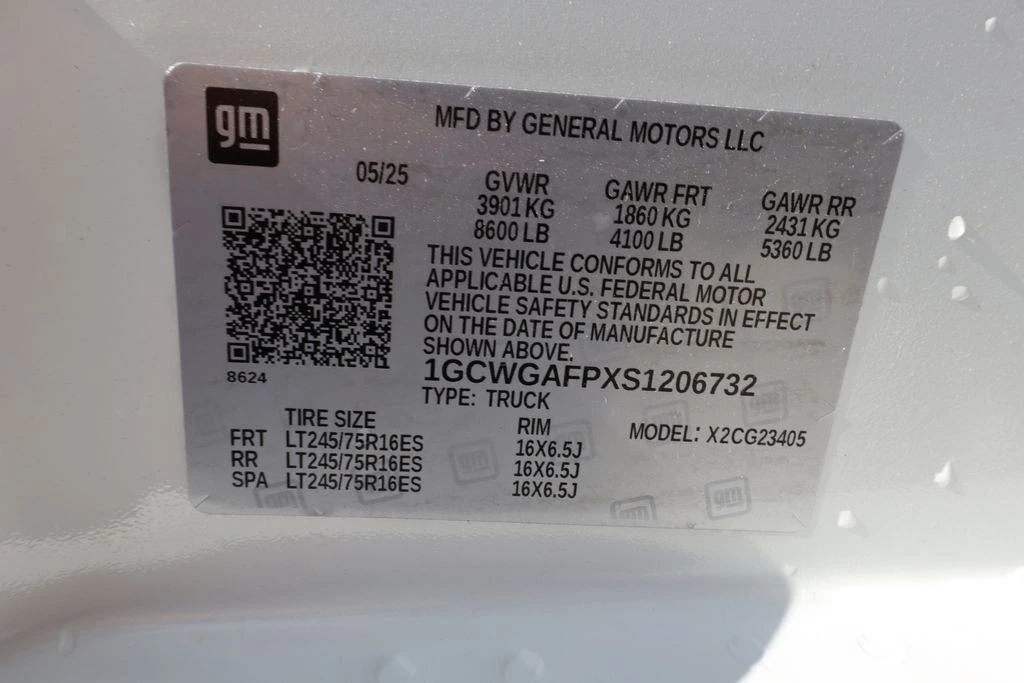 gm
MFD BY GENERAL MOTORS LLC
05/25
GVWR
3901 KG
8600 LB
GAWR FRT
1860 KG
4100 LB
GAWR RR
2431 KG
5360 LB
THIS VEHICLE CONFORMS TO ALL
APPLICABLE U.S. FEDERAL MOTOR
VEHICLE SAFETY STANDARDS IN EFFECT
ON THE DATE OF MANUFACTURE
SHOWN ABOVE.
1GCWGAFPXS1206732
TYPE: TRUCK
8624
TIRE SIZE RIM
MODEL: X2CG23405
FRT LT245/75R16ES 16X6.5J
RR LT245/75R16ES 16X6.5J
SPA LT245/75R16ES 16X6.5J
gm
gm
gm